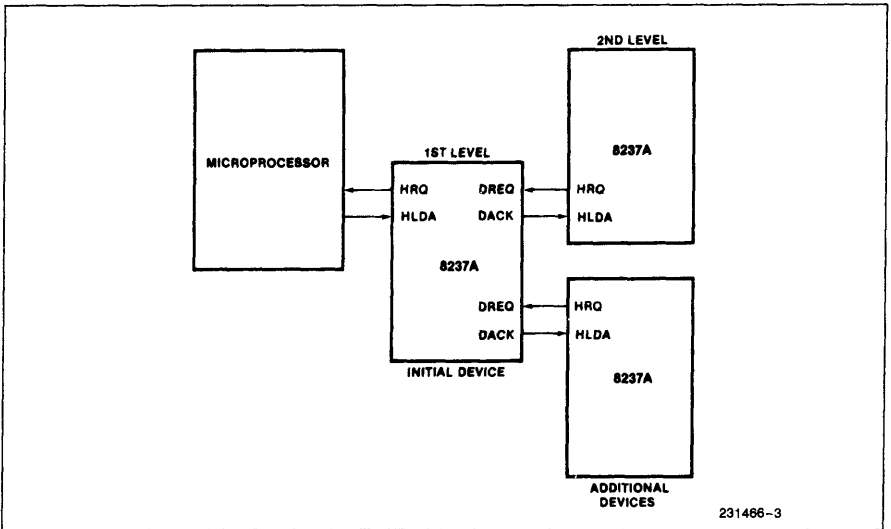 2ND LEVEL
8237A
HRQ
HLDA
MICROPROCESSOR
1ST LEVEL
HRQ
HLDA
DREQ
DACK
8237A
DREQ
DACK
INITIAL DEVICE
HRQ
HLDA
8237A
ADDITIONAL
DEVICES
231466-3